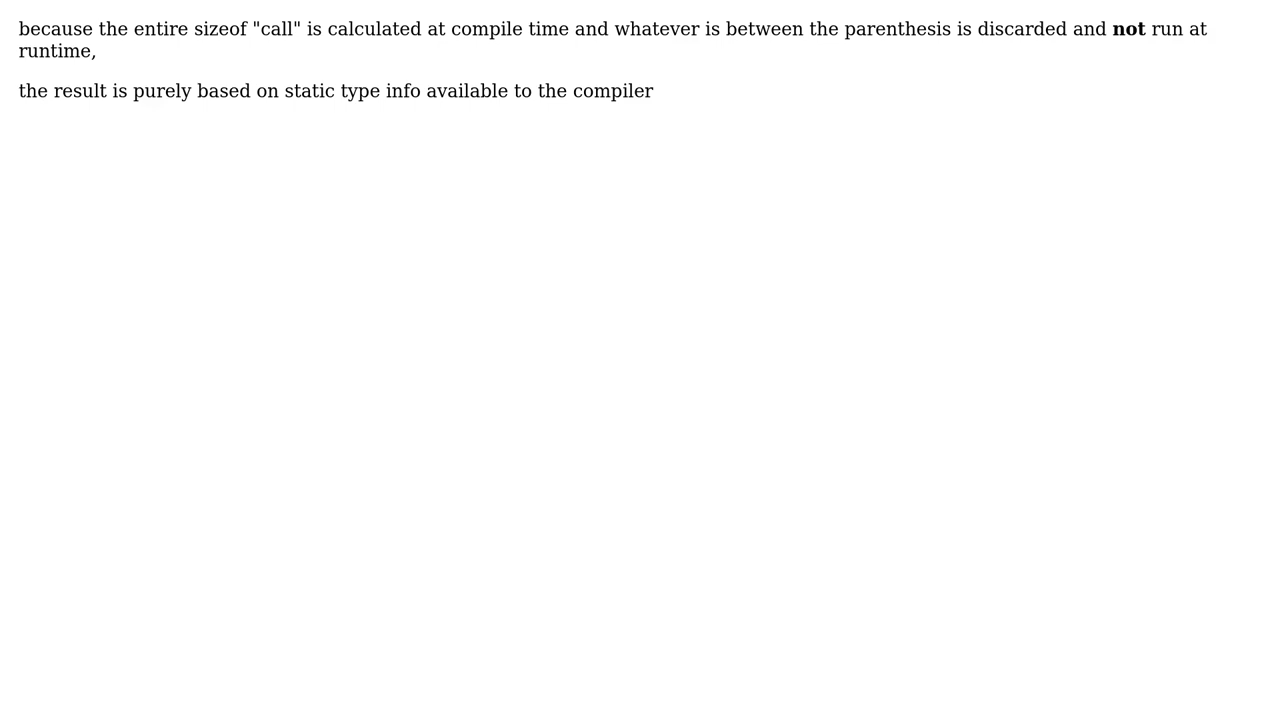 because the entire sizeof "call" is calculated at compile time and whatever is between the parenthesis is discarded and not run at
runtime,
the result is purely based on static type info available to the compiler